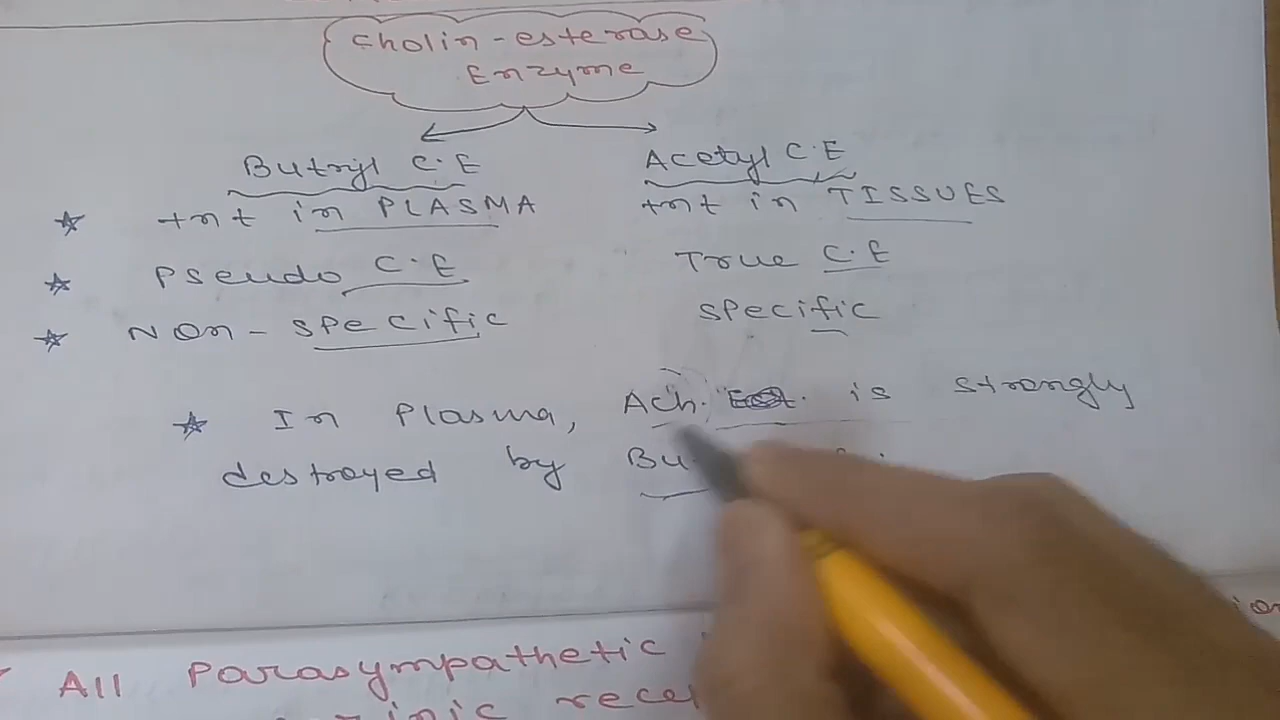 Cholin-esterase
Enzyme
Butryl C.E
Acetyl C.E
+nt in PLASMA
+nt in TISSUES
Pseudo C.E
True C.E
Non-specific
specific
In Plasma, Ach. is strongly
destroyed by
All Parasympathetic